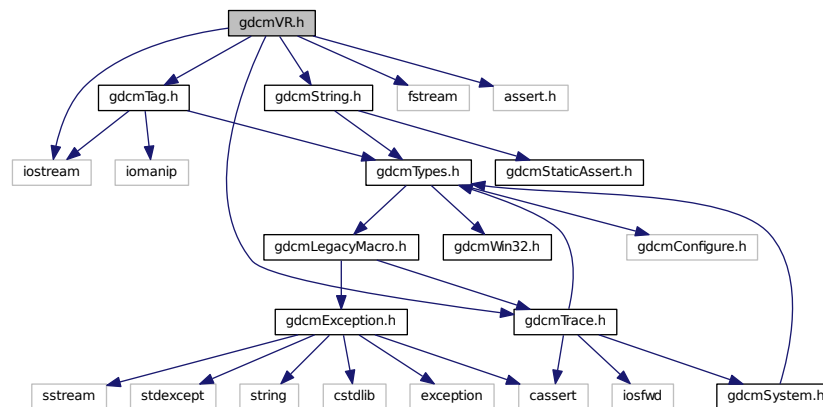 gdcmVR.h
gdcmTag.h
gdcmString.h
fstream
assert.h
iostream
iomanip
gdcmTypes.h
gdcmStaticAssert.h
gdcmLegacyMacro.h
gdcmWin32.h
gdcmConfigure.h
gdcmException.h
gdcmTrace.h
sstream
stdexcept
string
cstdlib
exception
cassert
iosfwd
gdcmSystem.h